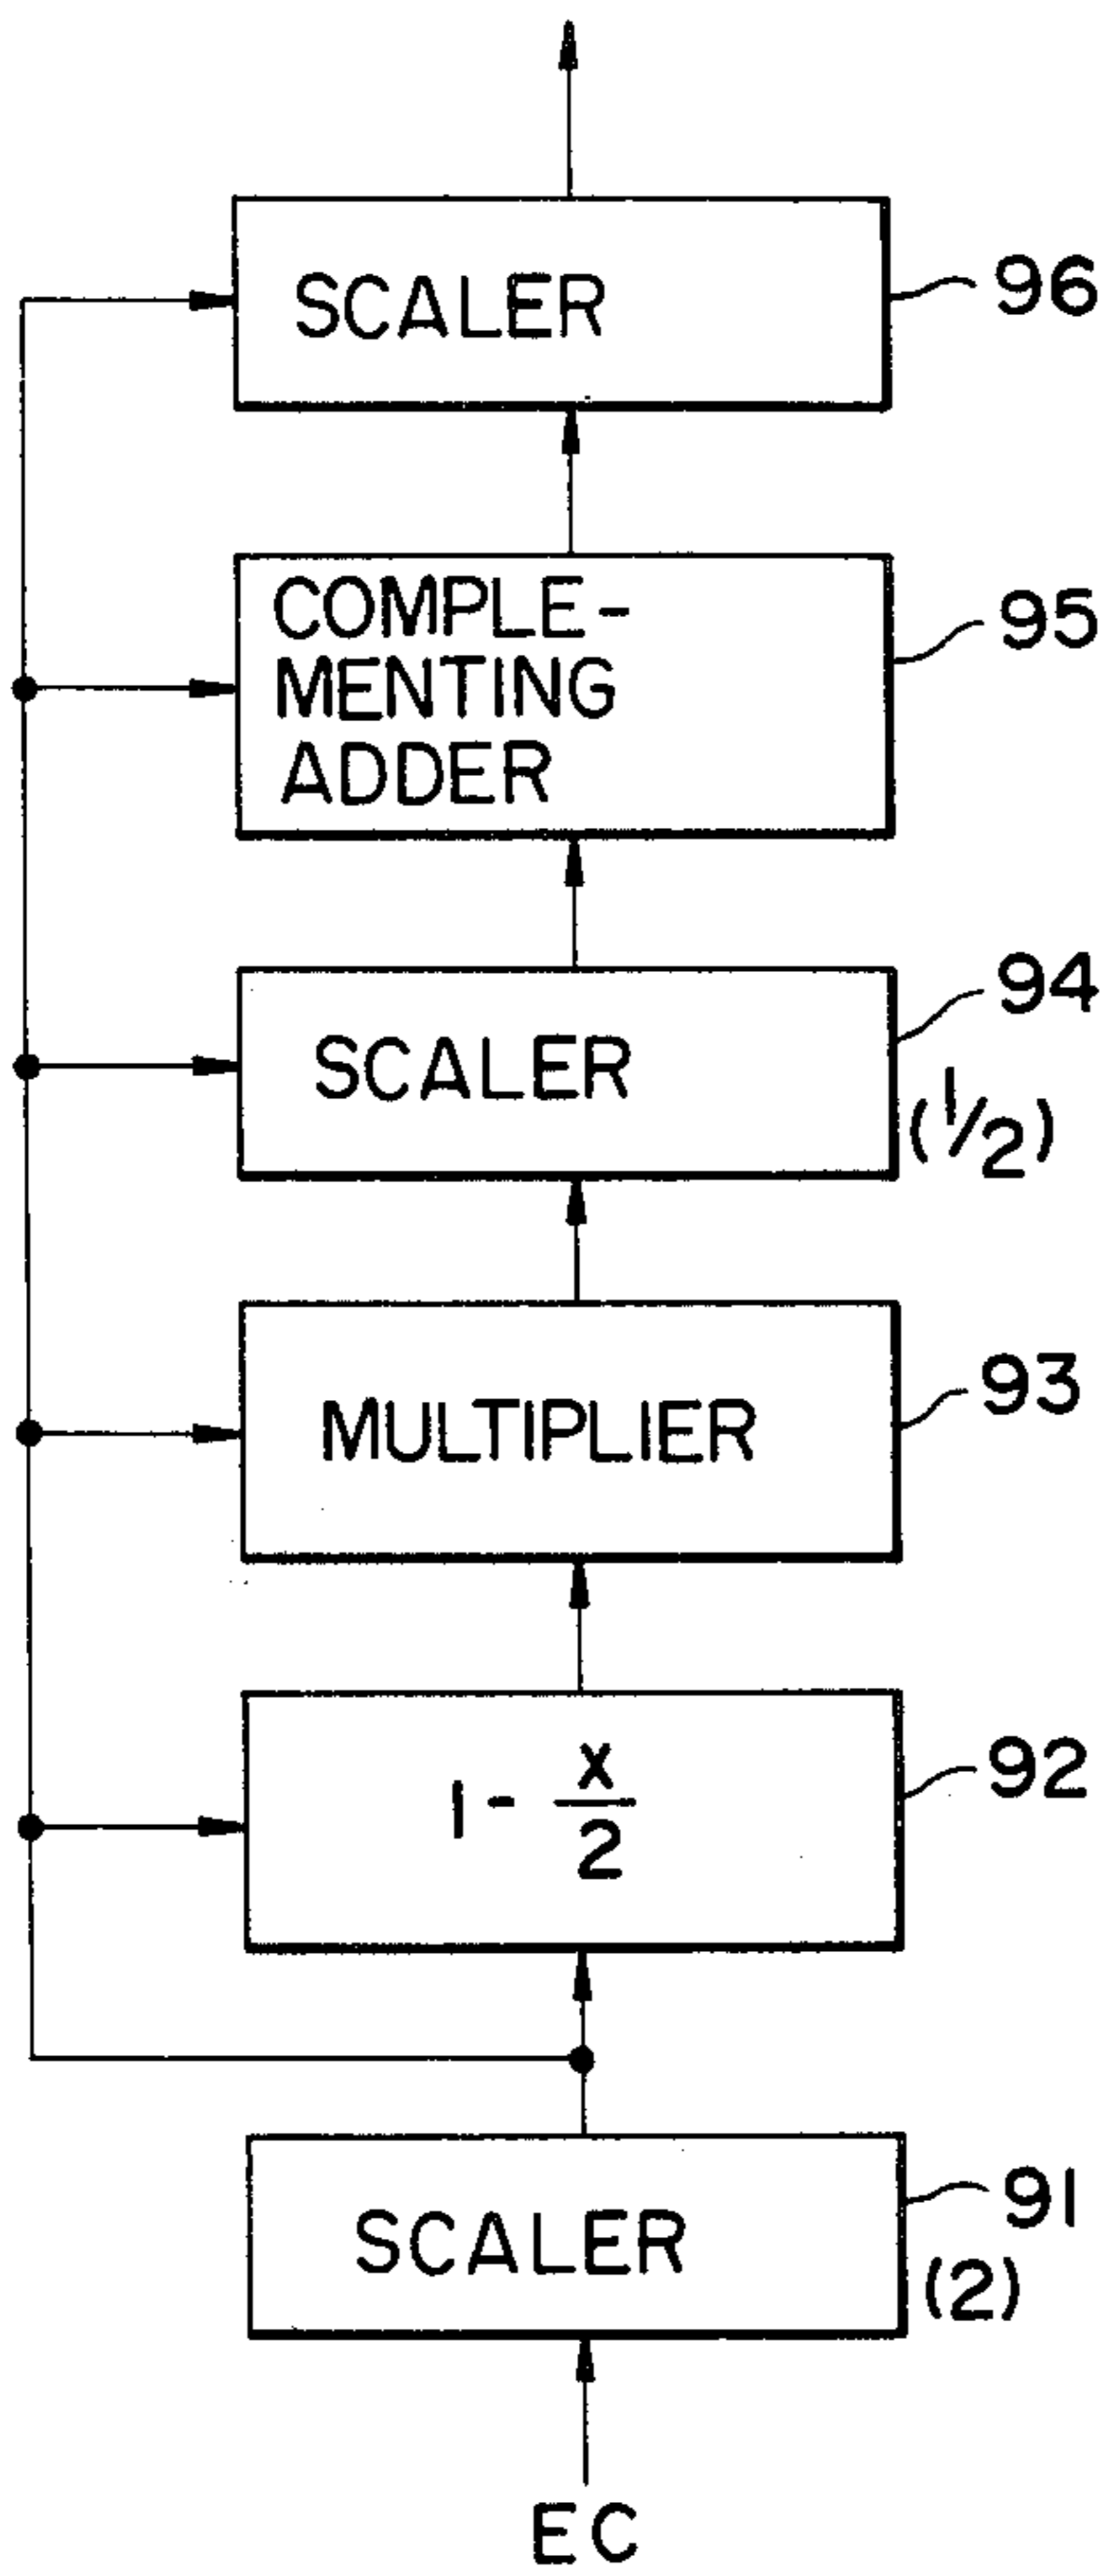 SCALER
96
COMPLE-
MENTING
ADDER
95
SCALER
94
(1/2)
MULTIPLIER
93
1 - x/2
92
SCALER
91
(2)
EC